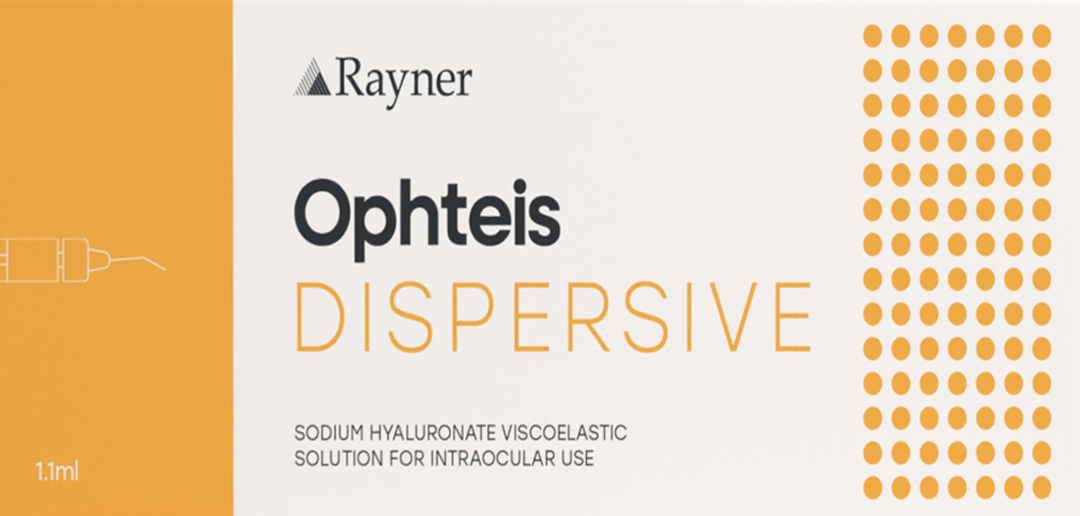 Rayner
Ophteis
DISPERSIVE
SODIUM HYALURONATE VISCOELASTIC
SOLUTION FOR INTRAOCULAR USE
1.1ml